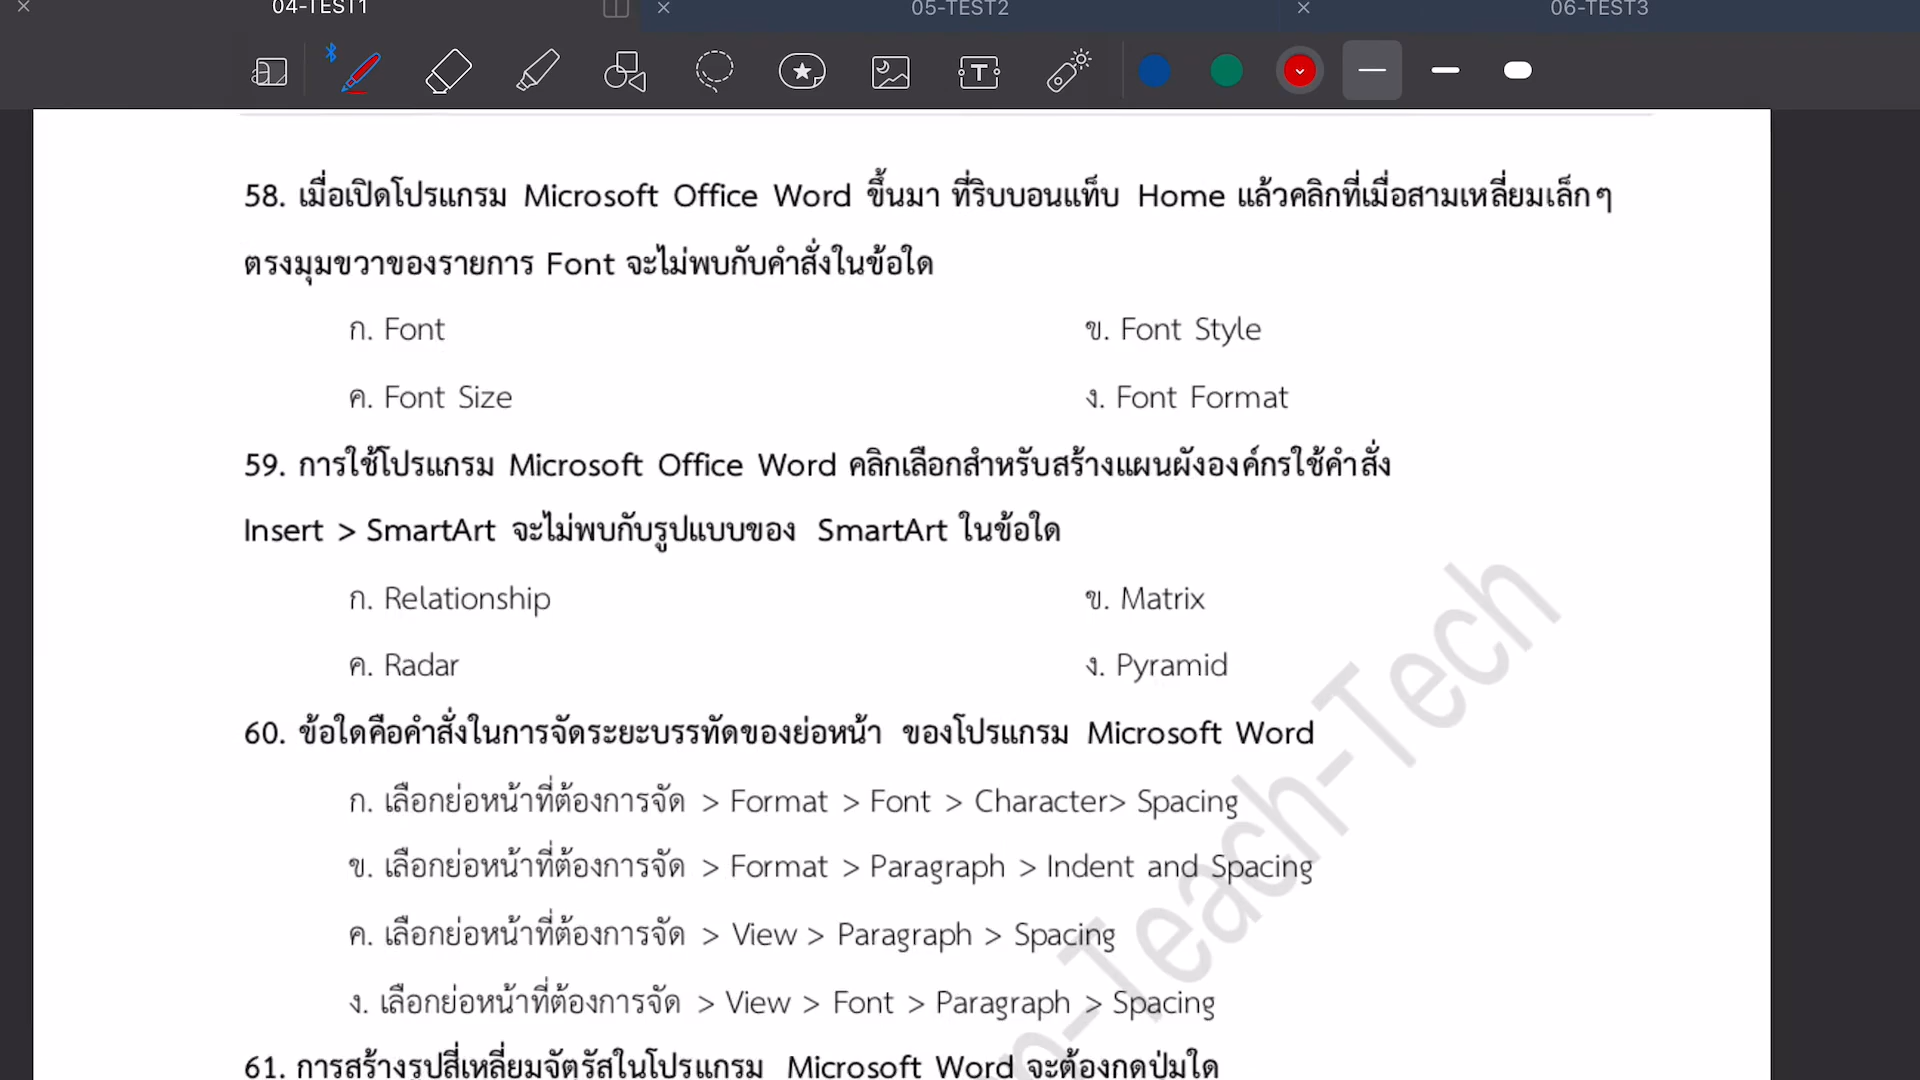 04-TEST1
05-TEST2
06-TEST3
58. เมื่อเปิดโปรแกรม Microsoft Office Word ขึ้นมา ที่ริบบอนแท็บ Home แล้วคลิกที่เมื่อสามเหลี่ยมเล็กๆ
ตรงมุมขวาของรายการ Font จะไม่พบกับคำสั่งในข้อใด
ก. Font
ข. Font Style
ค. Font Size
ง. Font Format
59. การใช้โปรแกรม Microsoft Office Word คลิกเลือกสำหรับสร้างแผนผังองค์กรใช้คำสั่ง
Insert > SmartArt จะไม่พบกับรูปแบบของ SmartArt ในข้อใด
ก. Relationship
ข. Matrix
ค. Radar
ง. Pyramid
60. ข้อใดคือคำสั่งในการจัดระยะบรรทัดของย่อหน้า ของโปรแกรม Microsoft Word
ก. เลือกย่อหน้าที่ต้องการจัด > Format > Font > Character> Spacing
ข. เลือกย่อหน้าที่ต้องการจัด > Format > Paragraph > Indent and Spacing
ค. เลือกย่อหน้าที่ต้องการจัด > View > Paragraph > Spacing
ง. เลือกย่อหน้าที่ต้องการจัด > View > Font > Paragraph > Spacing
61. การสร้างรูปสี่เหลี่ยมจัตุรัสในโปรแกรม Microsoft Word จะต้องกดปุ่มใด
Teach-Tech